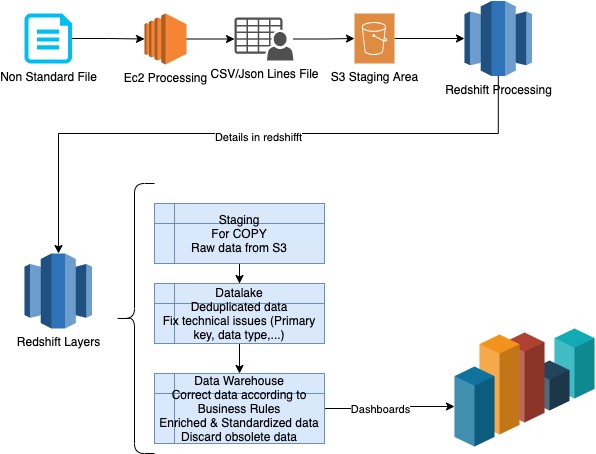 Non Standard File
Ec2 Processing
CSV/Json Lines File
S3 Staging Area
Redshift Processing
Details in redshifft
Redshift Layers
Staging
For COPY
Raw data from S3
Datalake
Deduplicated data
Fix technical issues (Primary
key, data type,...)
Data Warehouse
Correct data according to
Business Rules
Enriched & Standardized data
Discard obsolete data
Dashboards